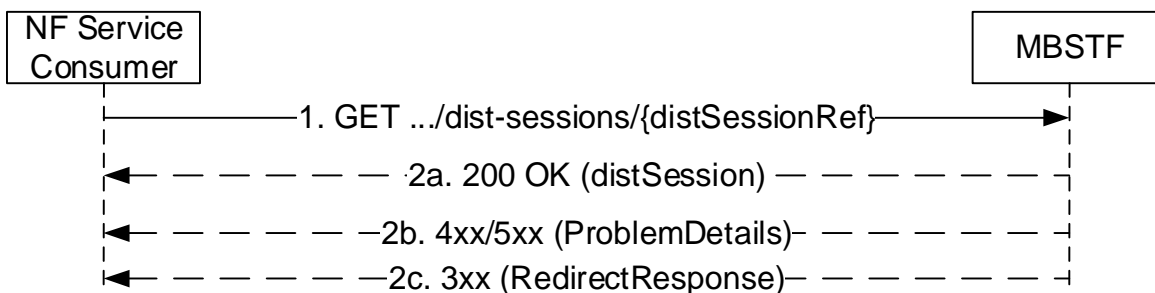 NF Service
Consumer
MBSTF
1. GET .../dist-sessions/{distSessionRef}
2a. 200 OK (distSession)
2b. 4xx/5xx (ProblemDetails)
2c. 3xx (RedirectResponse)